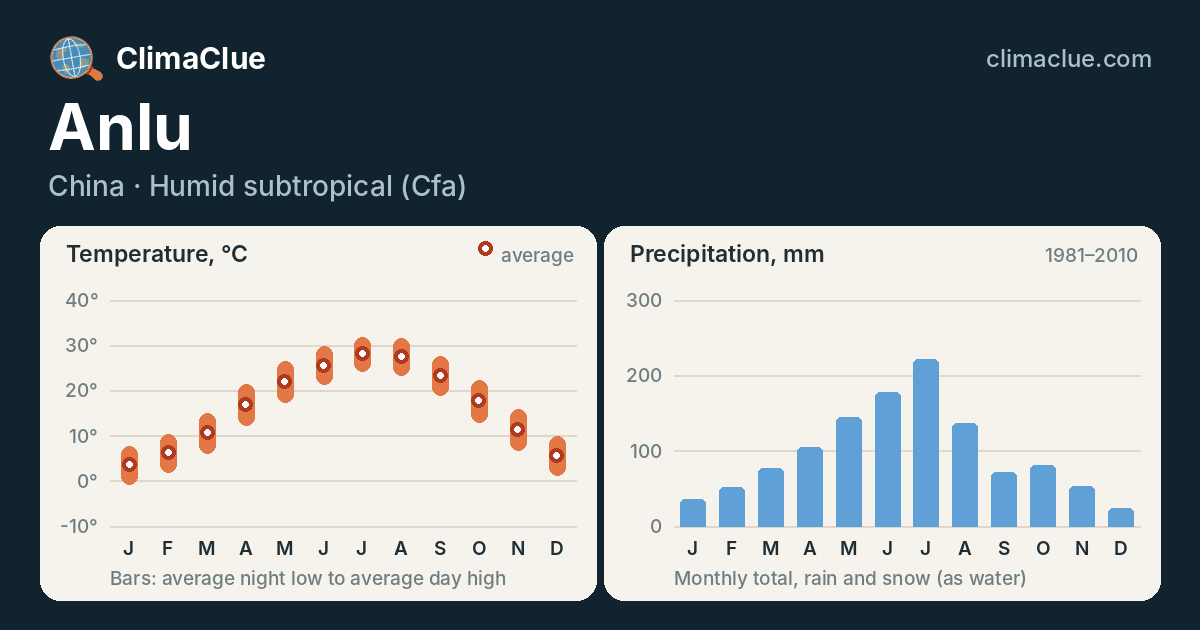 ClimaClue
climaclue.com
Anlu
China · Humid subtropical (Cfa)
Temperature, °C
average
40°
30°
20°
10°
0°
-10°
J F M A M J J A S O N D
Bars: average night low to average day high
Precipitation, mm
1981–2010
300
200
100
0
J F M A M J J A S O N D
Monthly total, rain and snow (as water)